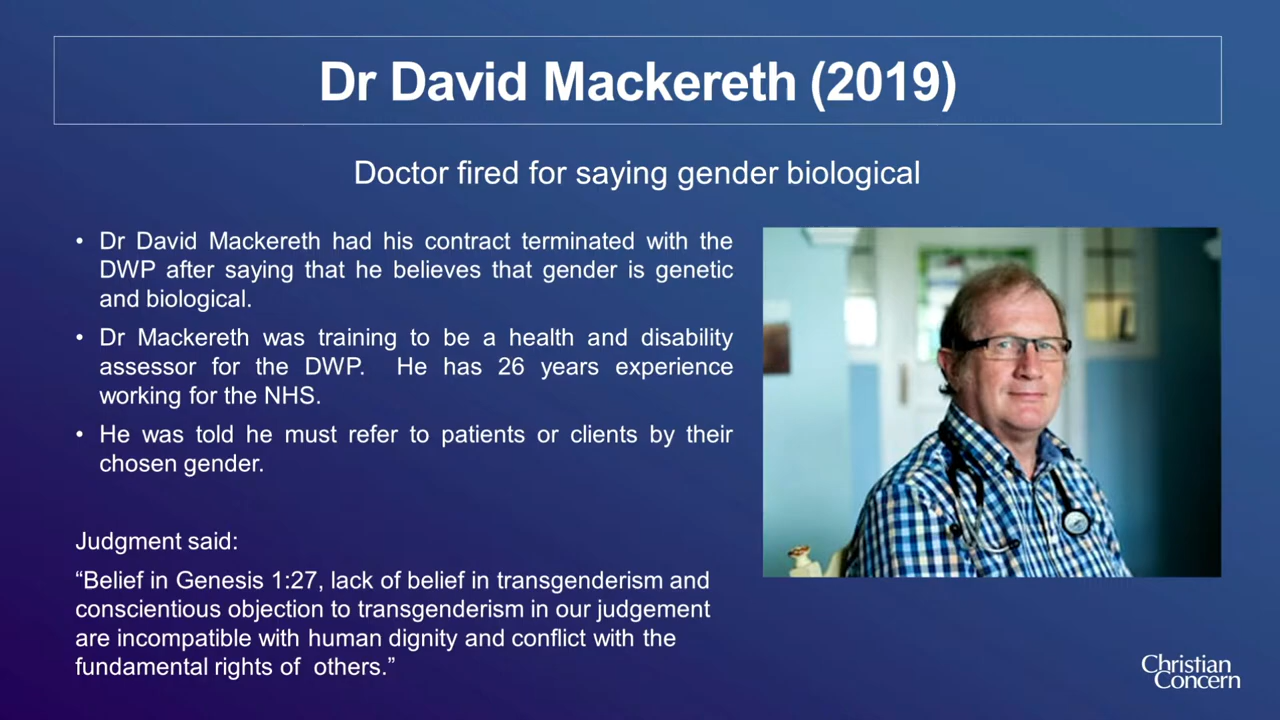 Dr David Mackereth (2019)
Doctor fired for saying gender biological
• Dr David Mackereth had his contract terminated with the
DWP after saying that he believes that gender is genetic
and biological.
• Dr Mackereth was training to be a health and disability
assessor for the DWP. He has 26 years experience
working for the NHS.
• He was told he must refer to patients or clients by their
chosen gender.
Judgment said:
“Belief in Genesis 1:27, lack of belief in transgenderism and
conscientious objection to transgenderism in our judgement
are incompatible with human dignity and conflict with the
fundamental rights of others.”
Christian
Concern